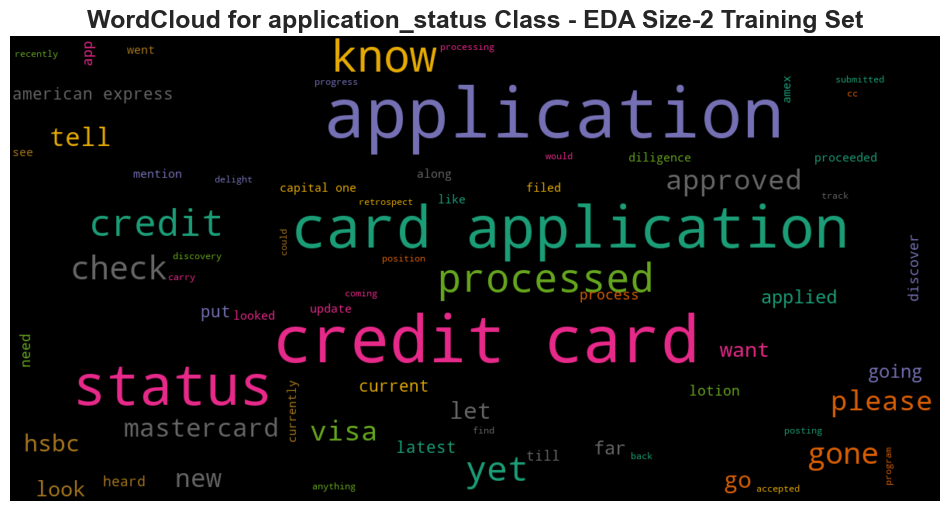 WordCloud for application_status Class - EDA Size-2 Training Set
recently
app
went
know
processing
progress
american express
application
amex
submitted
cc
tell
see
mention
delight
along
would
diligence
proceeded
capital one
retrospect
like
filed
approved
track
credit
could
card application
check
discovery
carry
position
processed
process
applied
discover
coming
put
looked
update
need
credit card
want
going
status
current
currently
lotion
please
let
find
mastercard
visa
hsbc
latest
yet
till
far
back
posting
gone
program
look
heard
new
anything
go
accepted